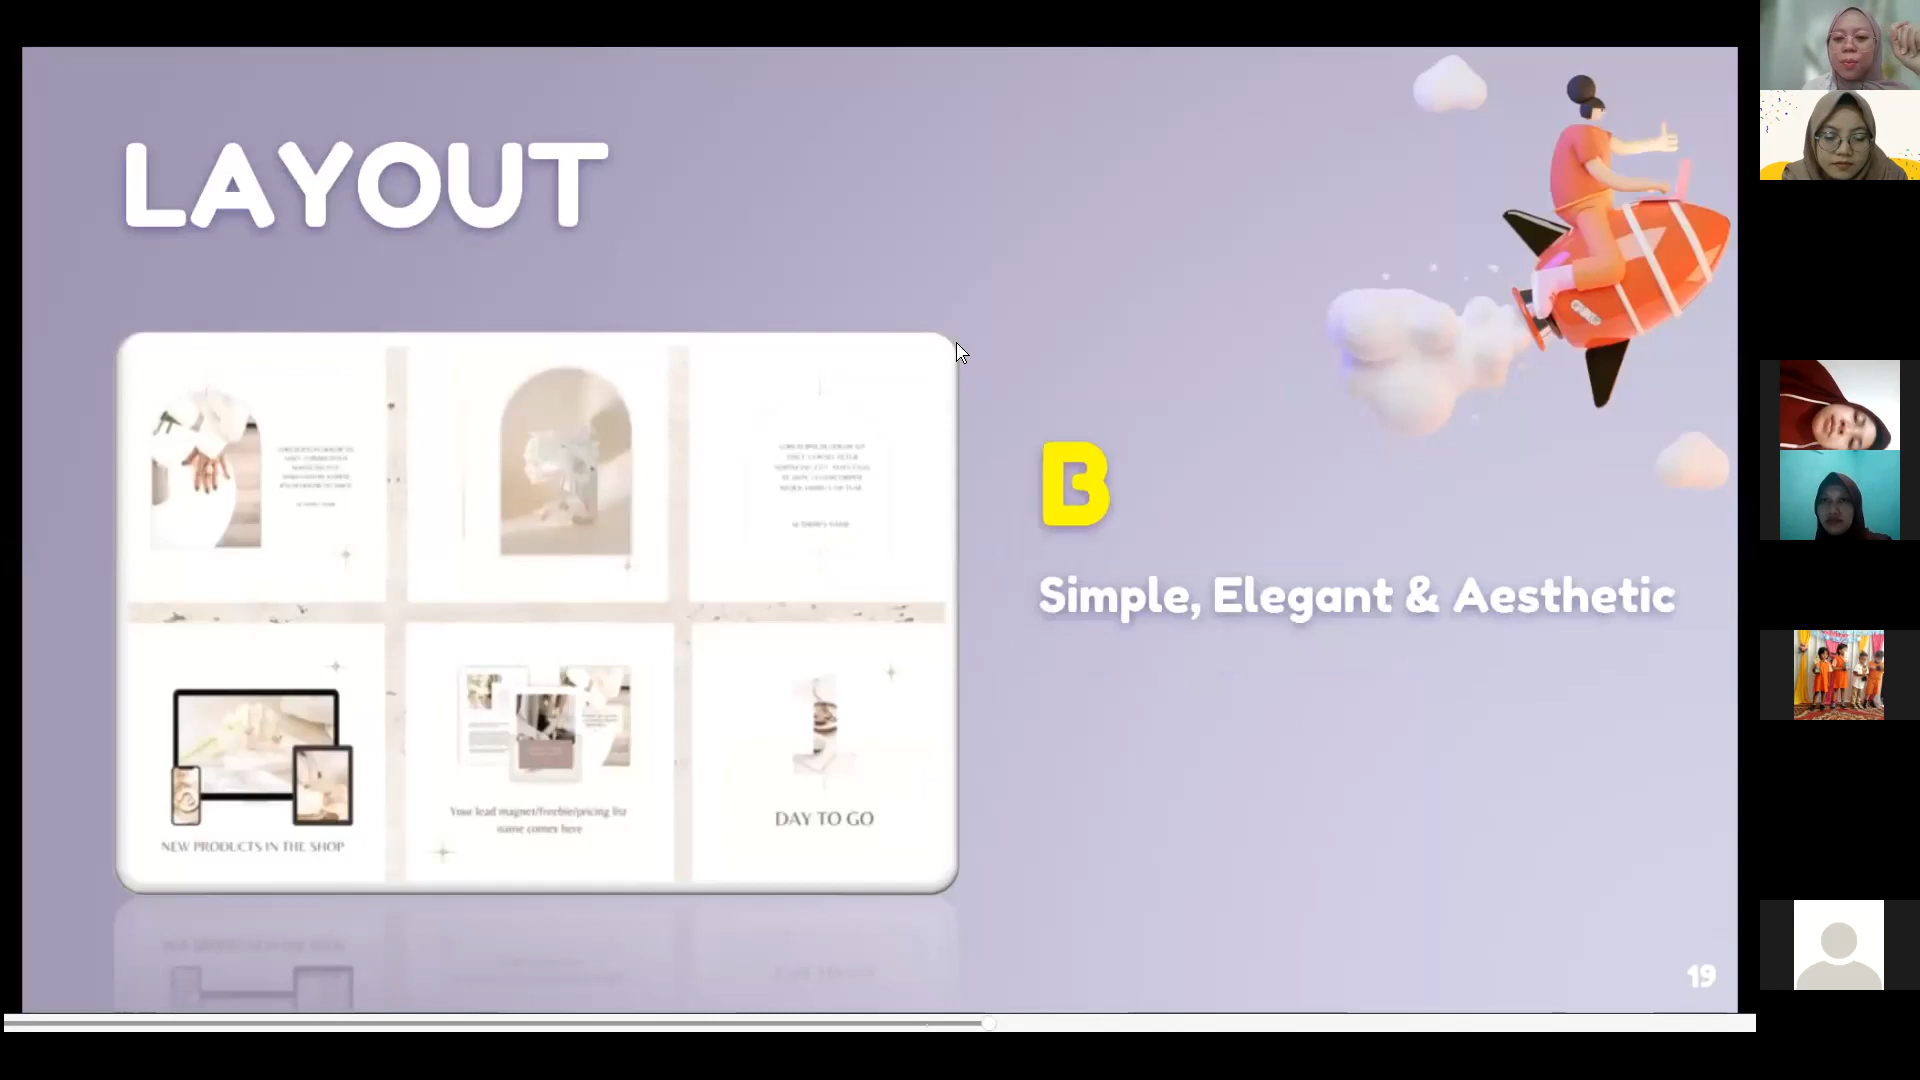 LAYOUT
B
Simple, Elegant & Aesthetic
NEW PRODUCTS IN THE SHOP
Your lead magnet/freebie/pricing list
name comes here
DAY TO GO
19